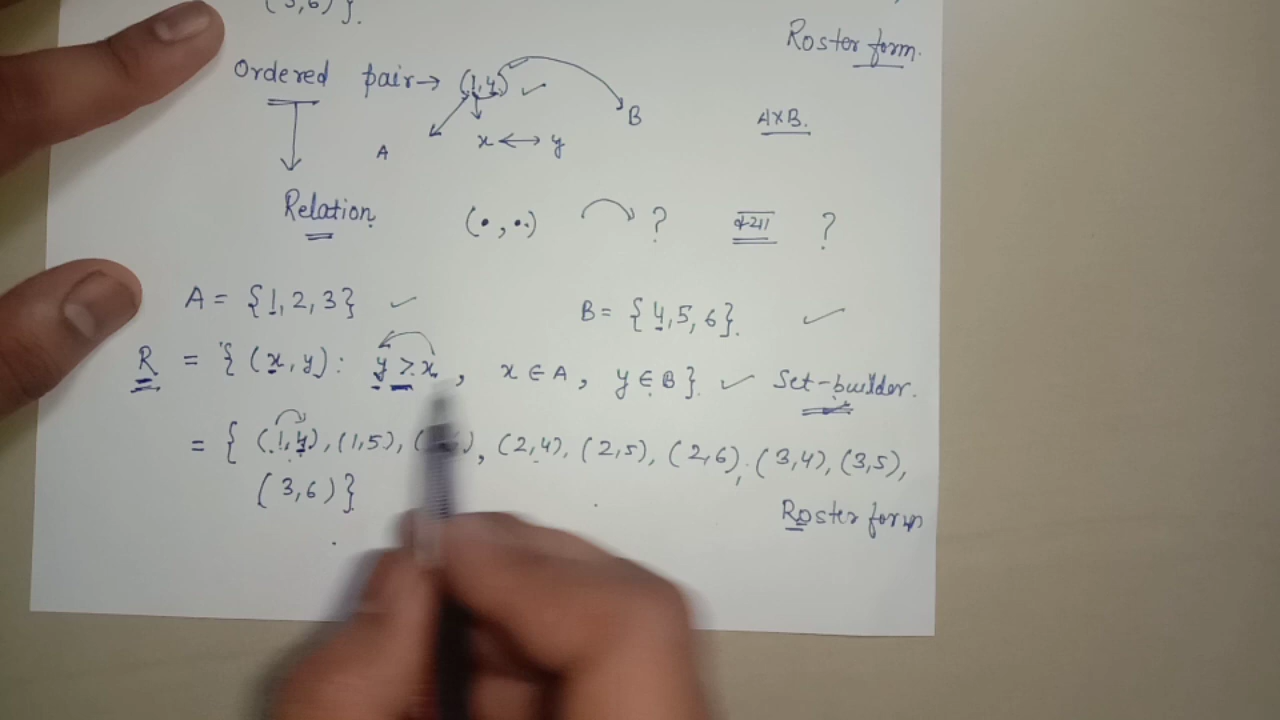 (3,6)}.
Roster form.
Ordered pair→ (1,4) ✓
B
A×B.
A
x ⟷ y
Relation
(•,•) ?
?
A = {1,2,3} ✓
B = {4,5,6}. ✓
R = {(x,y): y > x, x ∈ A, y ∈ B} ✓ Set-builder.
= { (1,4), (1,5), ( ), (2,4), (2,5), (2,6), (3,4), (3,5),
(3,6)}
Roster form